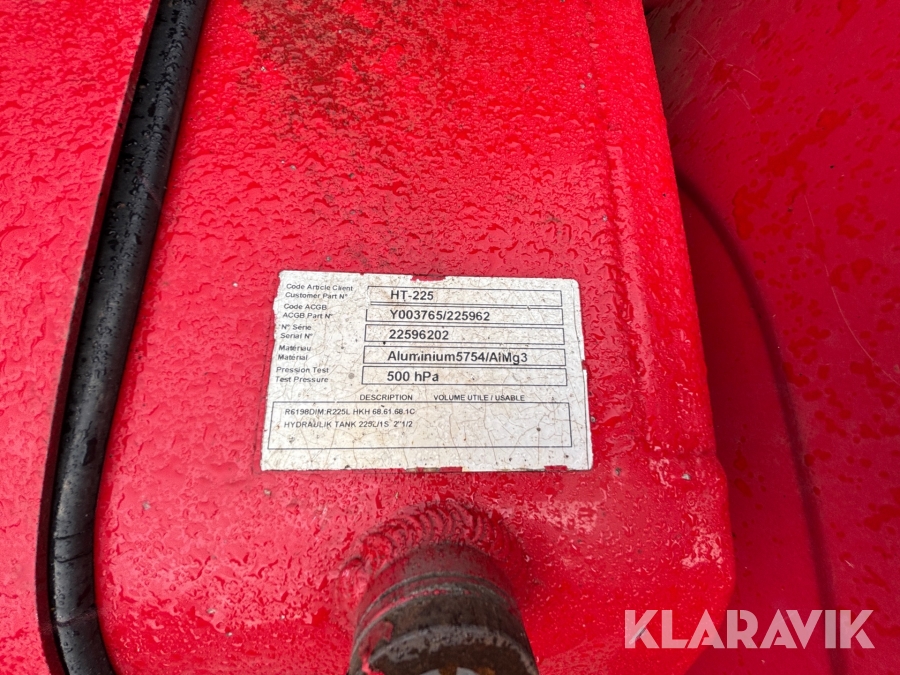 Code Article Client
Customer Part N° HT-225
Code ACGB
ACGB Part N° Y003765/225962
N° Série
Serial N° 22596202
Matériau
Material Aluminium5754/AlMg3
Pression Test
Test Pressure 500 hPa
DESCRIPTION VOLUME UTILE / USABLE
R6198DIM.R225L HKH 68.61.68.1C
HYDRAULIK TANK 225L/1S 2"1/2
KLARAVIK